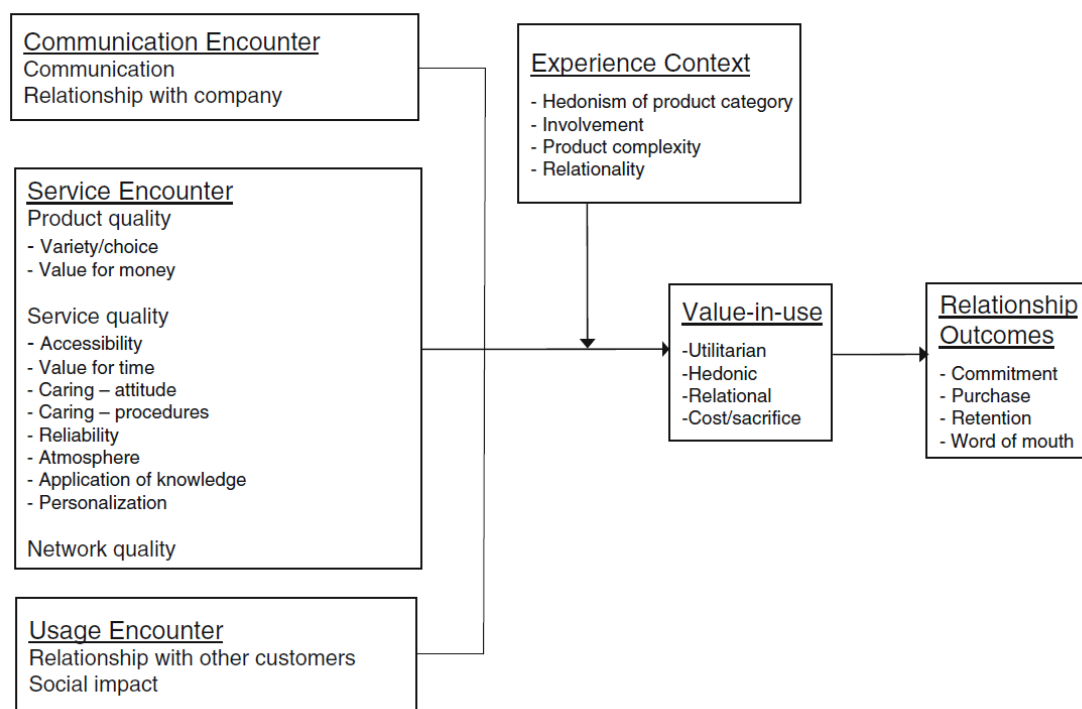 Communication Encounter
Communication
Relationship with company
Experience Context
- Hedonism of product category
- Involvement
- Product complexity
- Relationality
Service Encounter
Product quality
- Variety/choice
- Value for money
Service quality
- Accessibility
- Value for time
- Caring – attitude
- Caring – procedures
- Reliability
- Atmosphere
- Application of knowledge
- Personalization
Network quality
Value-in-use
-Utilitarian
-Hedonic
-Relational
-Cost/sacrifice
Relationship
Outcomes
- Commitment
- Purchase
- Retention
- Word of mouth
Usage Encounter
Relationship with other customers
Social impact